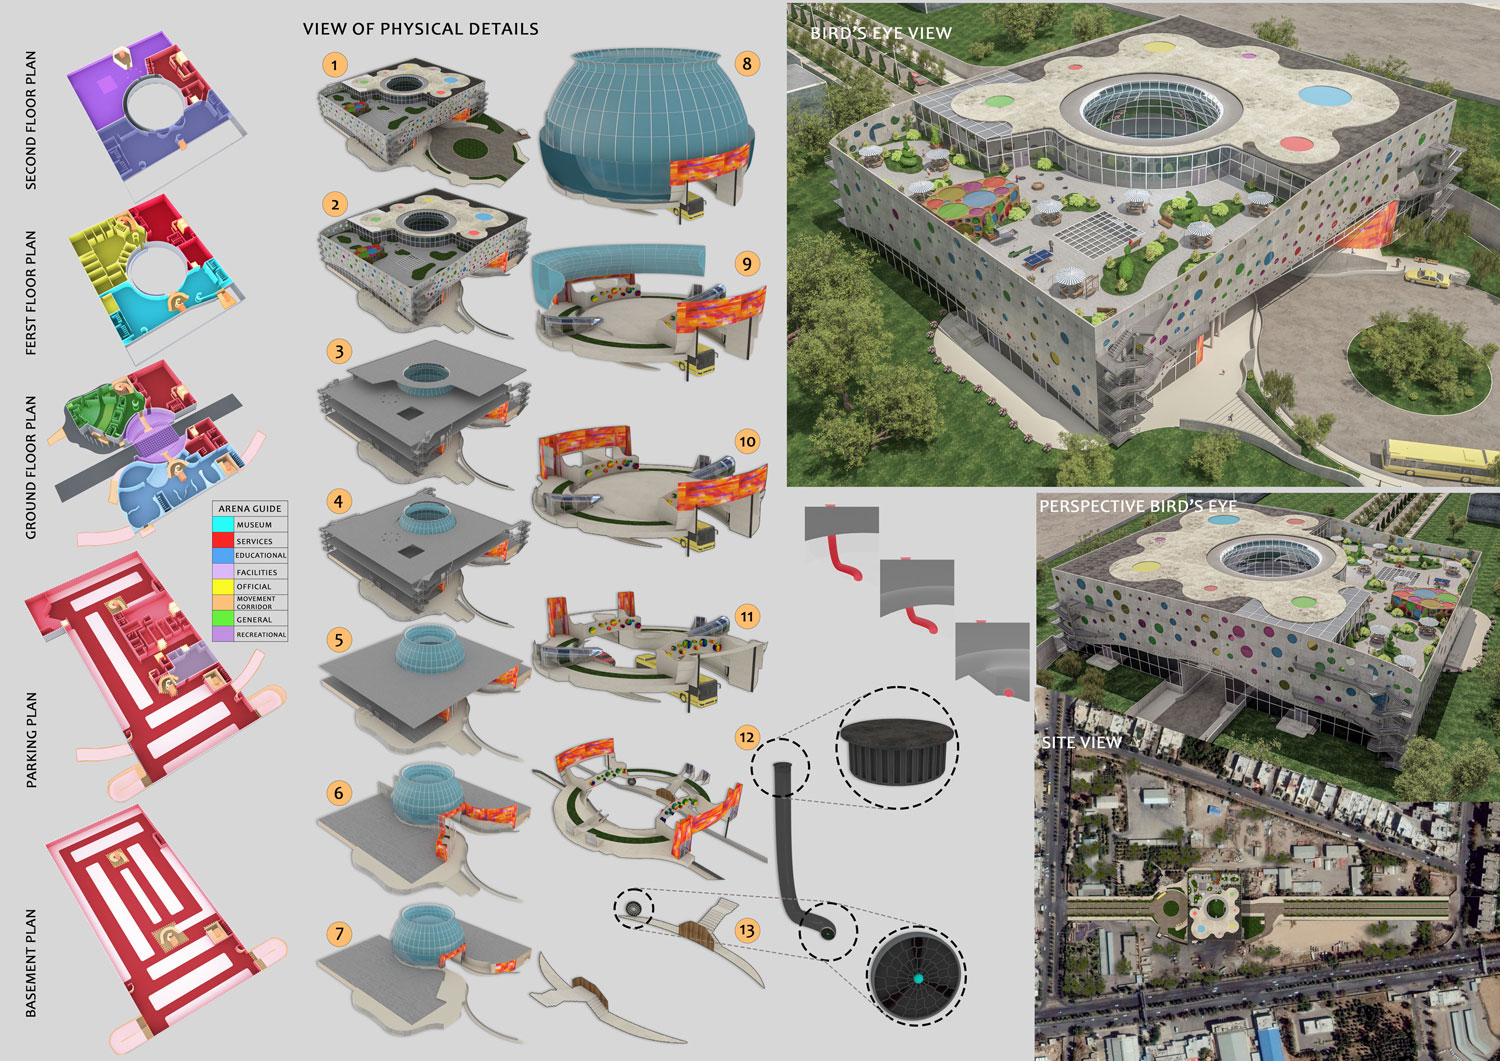 SECOND FLOOR PLAN
FERST FLOOR PLAN
GROUND FLOOR PLAN
PARKING PLAN
BASEMENT PLAN
ARENA GUIDE
MUSEUM
SERVICES
EDUCATIONAL
FACILITIES
OFFICIAL
MOVEMENT
CORRIDOR
GENERAL
RECREATIONAL
VIEW OF PHYSICAL DETAILS
1
2
3
4
5
6
7
8
9
10
11
12
13
BIRD'S EYE VIEW
PERSPECTIVE BIRD'S EYE
SITE VIEW